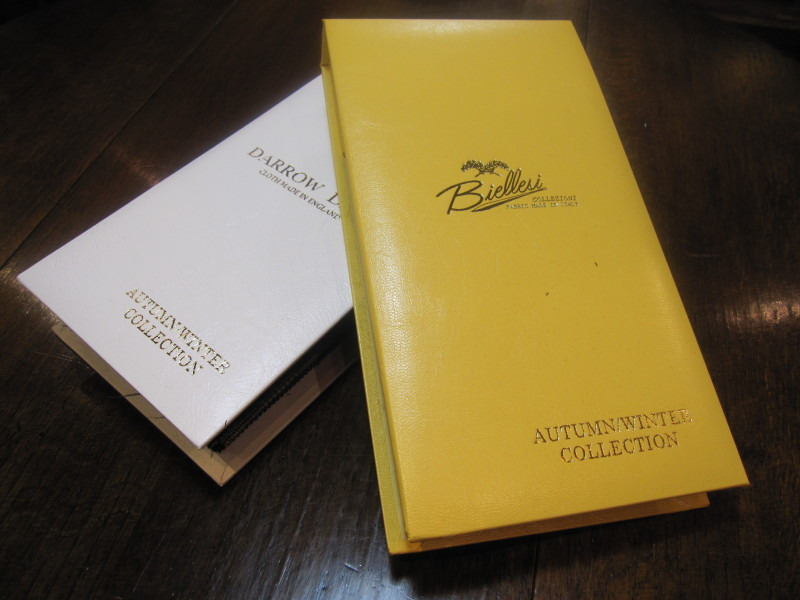 DARROW D
CLOTH MADE IN ENGLAND
AUTUMN/WINTER
COLLECTION
Biellesi
COLLEZIONI
FABRIC MADE IN ITALY
AUTUMN/WINTER
COLLECTION